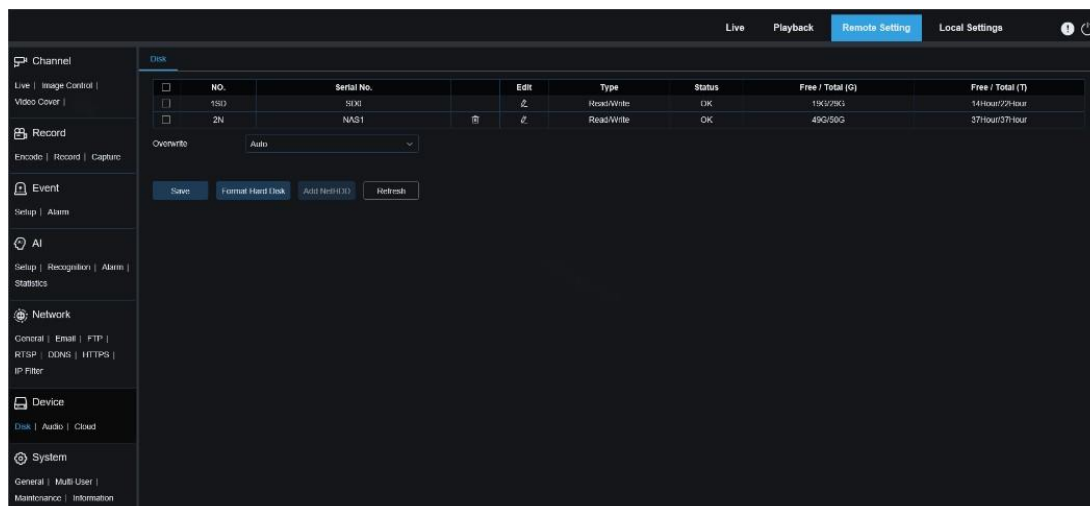 Live Playback Remote Setting Local Settings
Channel
Live | Image Control |
Video Cover |
Record
Encode | Record | Capture
Event
Setup | Alarm
AI
Setup | Recognition | Alarm |
Statistics
Network
General | Email | FTP |
RTSP | DDNS | HTTPS |
IP Filter
Device
Disk | Audio | Cloud
System
General | Multi-User |
Maintenance | Information
Disk
NO. Serial No. Edit Type Status Free / Total (G) Free / Total (T)
1SD SD0 Read/Write OK 19G/29G 14Hour/22Hour
2N NAS1 Read/Write OK 49G/50G 37Hour/37Hour
Overwrite Auto
Save Format Hard Disk Add NetHDD Refresh